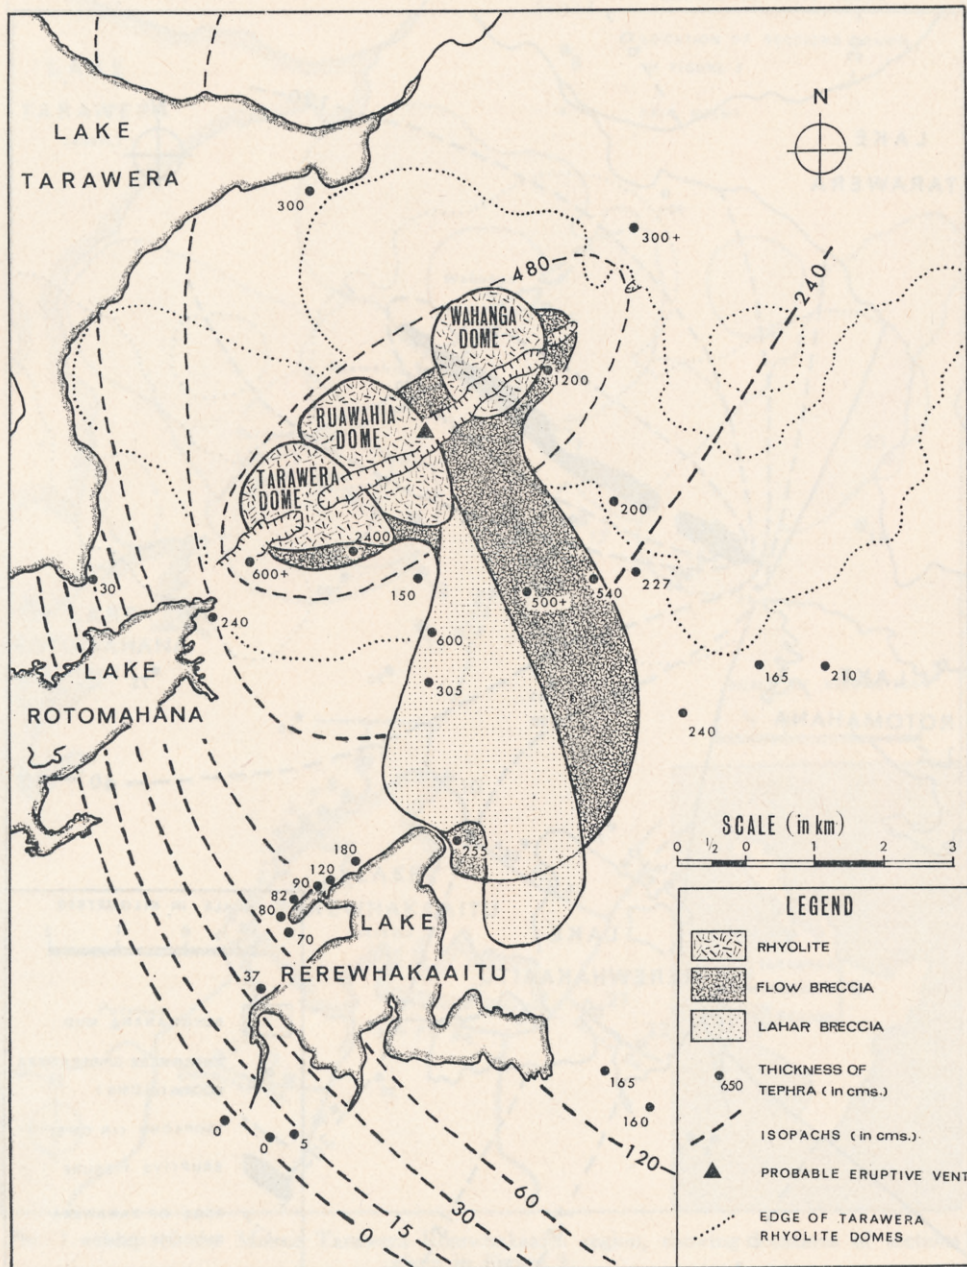 N
LAKE
TARAWERA
300
300+
480
240
WAHANGA
DOME
1200
RUAWAHIA
DOME
TARAWERA
DOME
200
2400
600+
30
150
500+
540
227
240
600
LAKE
305
165
210
ROTOMAHANA
240
SCALE (in km)
0 ½ 0 1 2 3
180
255
120
90
82
80
70
LAKE
REREWHAKAAITU
37
LEGEND
RHYOLITE
FLOW BRECCIA
LAHAR BRECCIA
650
THICKNESS OF
TEPHRA (in cms.)
ISOPACHS (in cms.)
PROBABLE ERUPTIVE VENT
EDGE OF TARAWERA
RHYOLITE DOMES
165
160
0
0
5
120
60
30
15
0